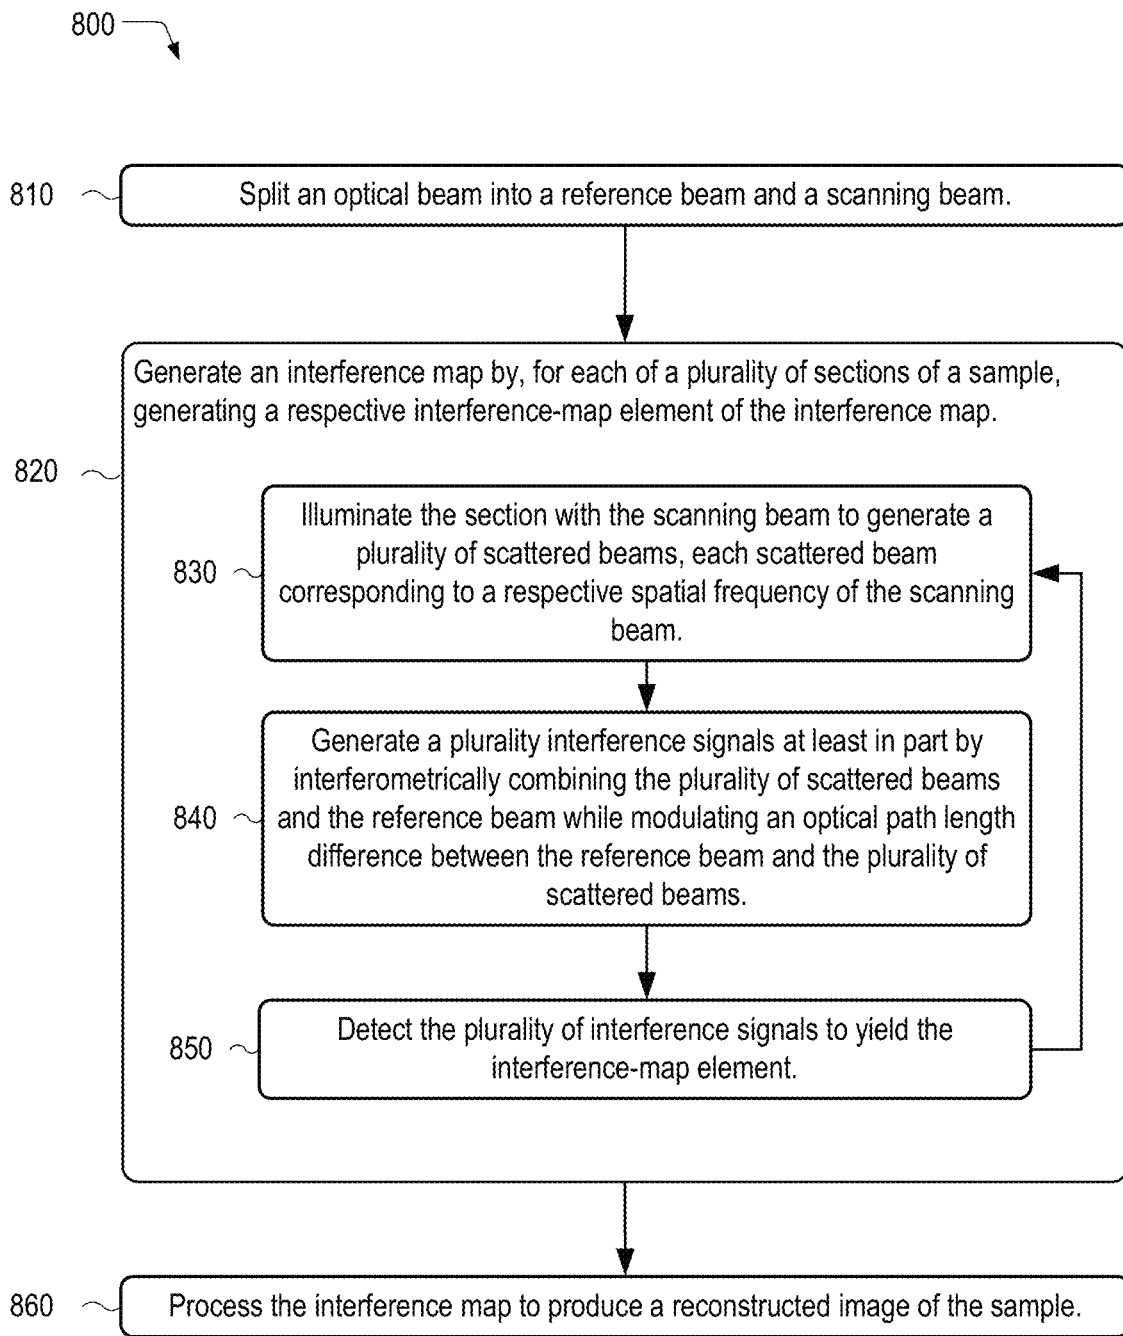 800
810
Split an optical beam into a reference beam and a scanning beam.
Generate an interference map by, for each of a plurality of sections of a sample,
generating a respective interference-map element of the interference map.
820
Illuminate the section with the scanning beam to generate a
plurality of scattered beams, each scattered beam
830
corresponding to a respective spatial frequency of the scanning
beam.
Generate a plurality interference signals at least in part by
interferometrically combining the plurality of scattered beams
840
and the reference beam while modulating an optical path length
difference between the reference beam and the plurality of
scattered beams.
850
Detect the plurality of interference signals to yield the
interference-map element.
860
Process the interference map to produce a reconstructed image of the sample.